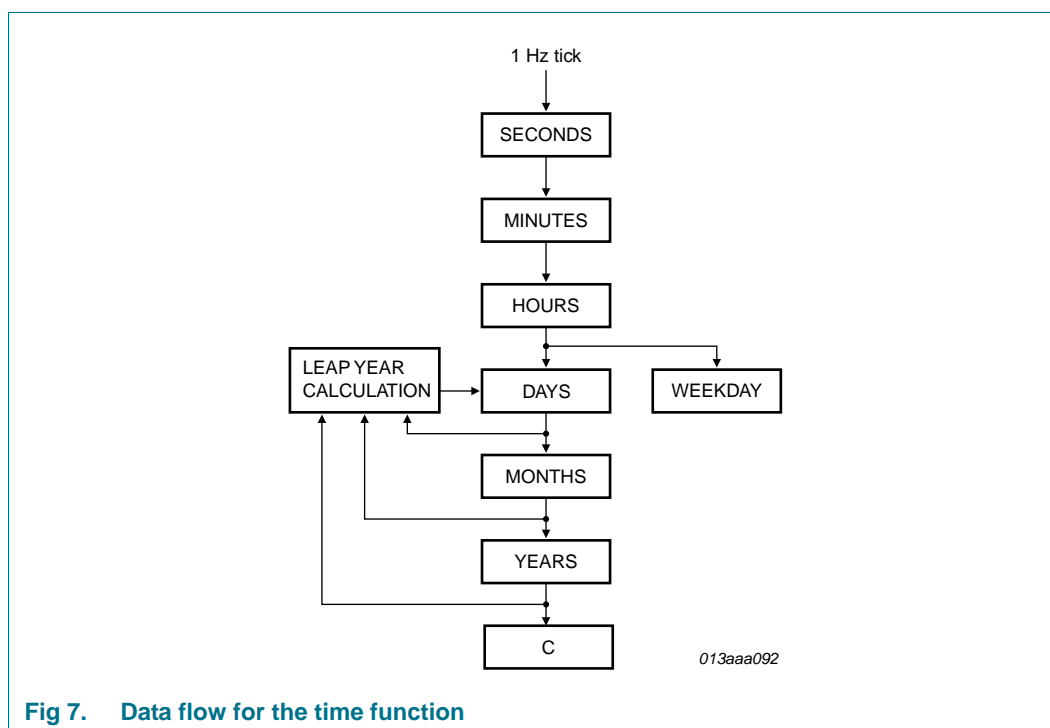 1 Hz tick
SECONDS
MINUTES
HOURS
LEAP YEAR
CALCULATION
DAYS
WEEKDAY
MONTHS
YEARS
C
013aaa092
Fig 7. Data flow for the time function